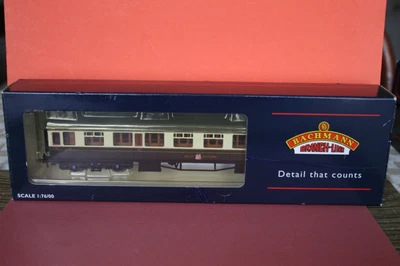 BACHMANN
BRANCH-LINE
Detail that counts
SCALE 1:76/00